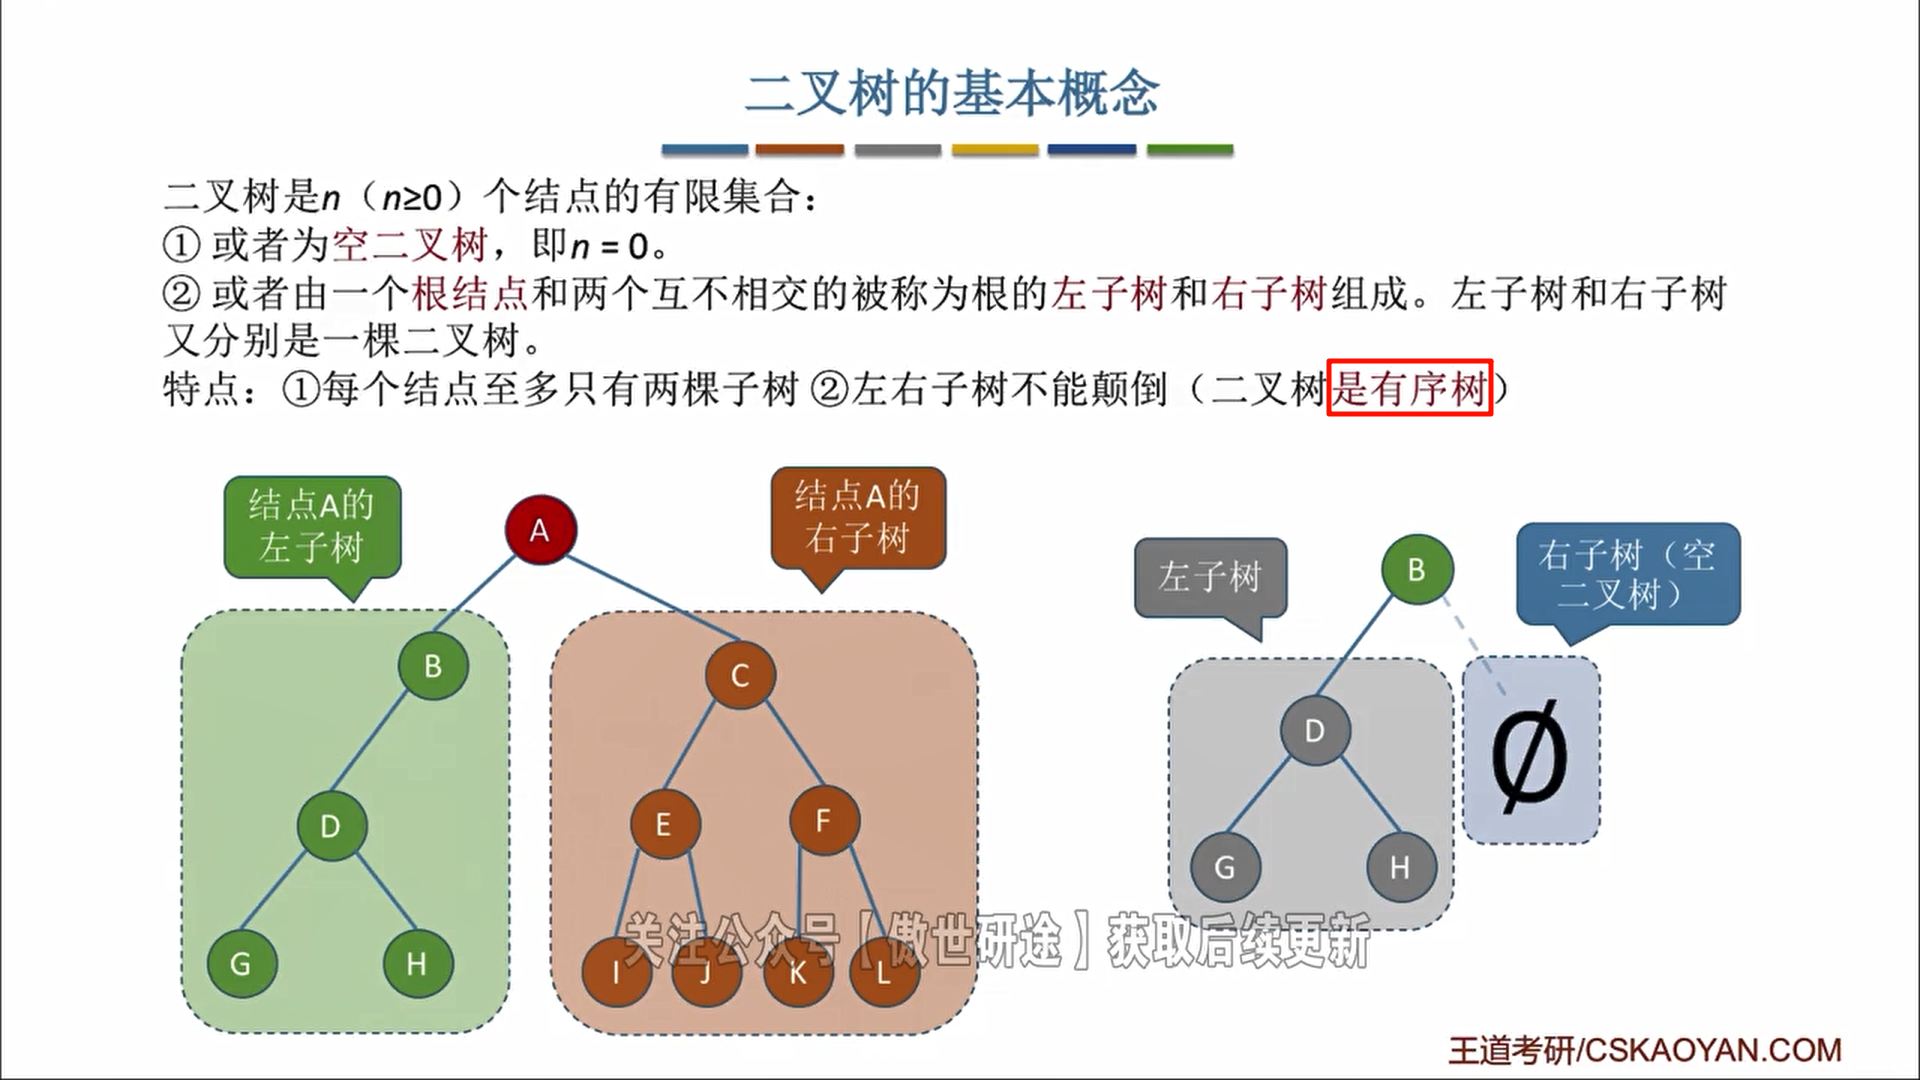 二叉树的基本概念
二叉树是n（n≥0）个结点的有限集合：
① 或者为空二叉树，即n = 0。
② 或者由一个根结点和两个互不相交的被称为根的左子树和右子树组成。左子树和右子树
又分别是一棵二叉树。
特点：①每个结点至多只有两棵子树 ②左右子树不能颠倒（二叉树是有序树）
结点A的
左子树
A
结点A的
右子树
B
C
D
E
F
G
H
I
J
K
L
左子树
B
右子树（空
二叉树）
D
∅
G
H
关注公众号【傲世研途】获取后续更新
王道考研/CSKAOYAN.COM